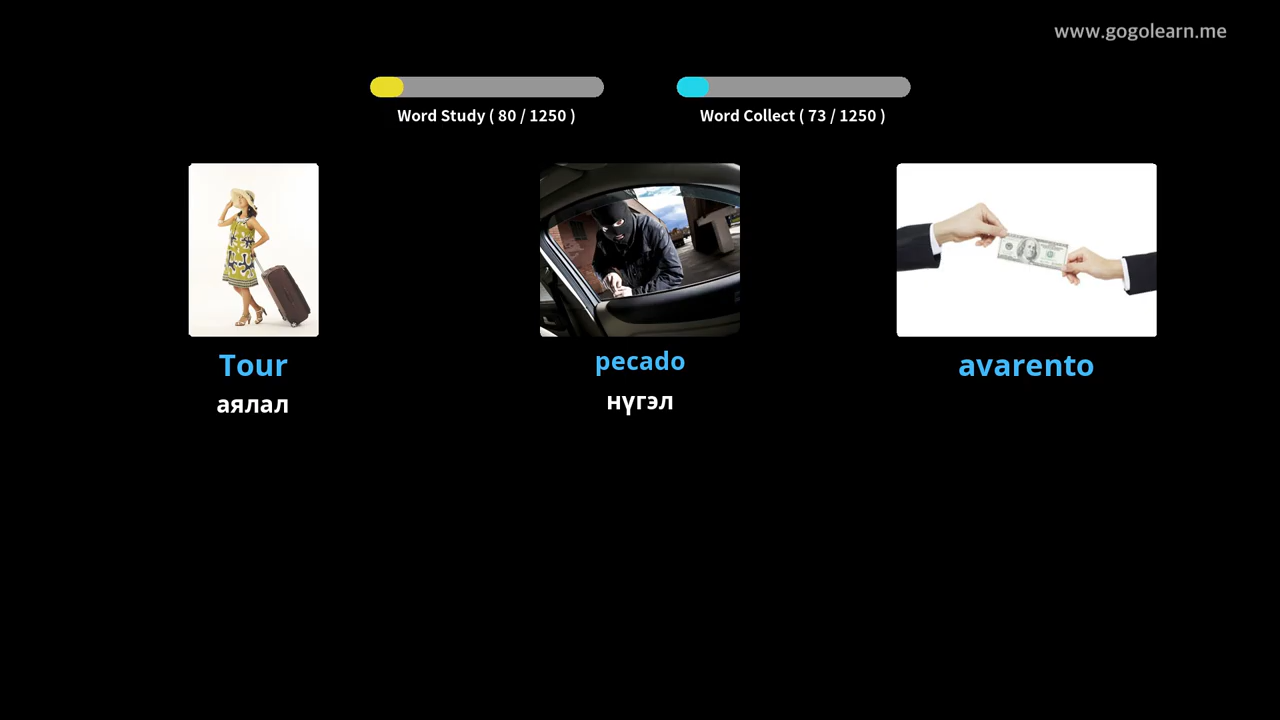 www.gogolearn.me
Word Study ( 80 / 1250 )
Word Collect ( 73 / 1250 )
Tour
аялал
pecado
нүгэл
avarento